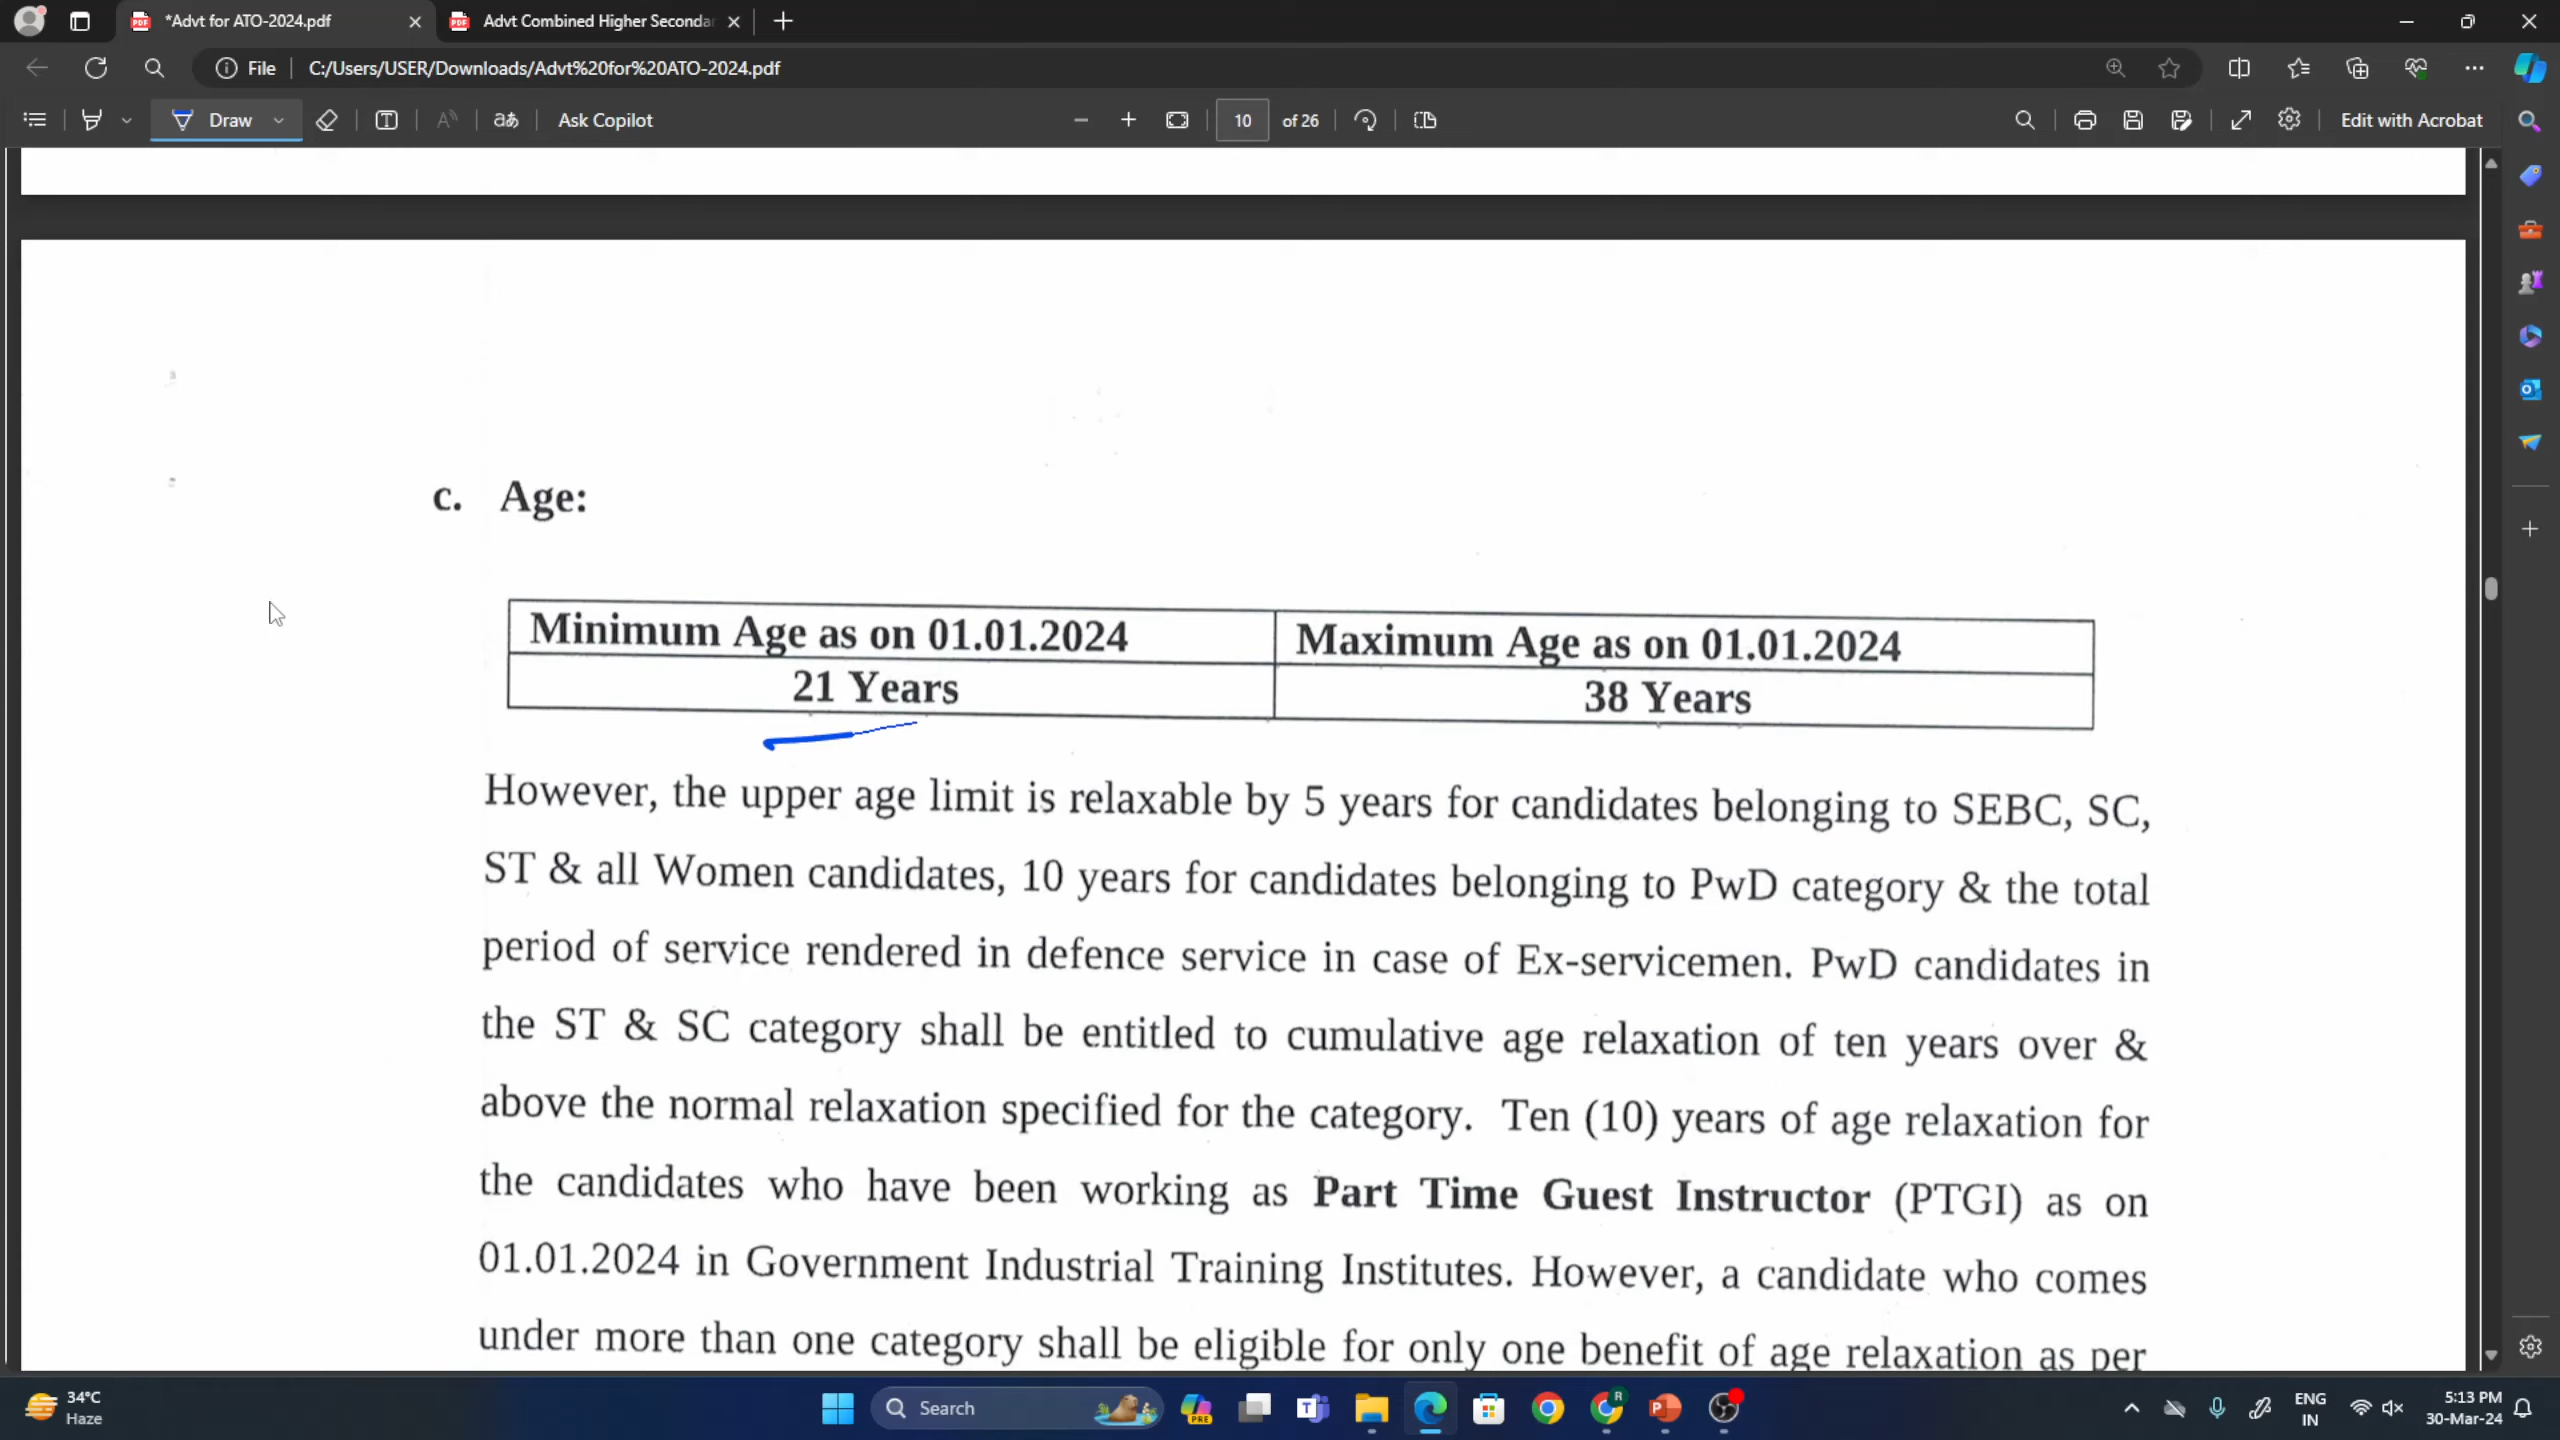 *Advt for ATO-2024.pdf
Advt Combined Higher Seconda
File
C:/Users/USER/Downloads/Advt%20for%20ATO-2024.pdf
Draw
aあ
Ask Copilot
10 of 26
Edit with Acrobat
c. Age:
Minimum Age as on 01.01.2024 Maximum Age as on 01.01.2024
21 Years 38 Years
However, the upper age limit is relaxable by 5 years for candidates belonging to SEBC, SC,
ST & all Women candidates, 10 years for candidates belonging to PwD category & the total
period of service rendered in defence service in case of Ex-servicemen. PwD candidates in
the ST & SC category shall be entitled to cumulative age relaxation of ten years over &
above the normal relaxation specified for the category. Ten (10) years of age relaxation for
the candidates who have been working as Part Time Guest Instructor (PTGI) as on
01.01.2024 in Government Industrial Training Institutes. However, a candidate who comes
under more than one category shall be eligible for only one benefit of age relaxation as per
34°C
Haze
Search
PRE
ENG
IN
5:13 PM
30-Mar-24